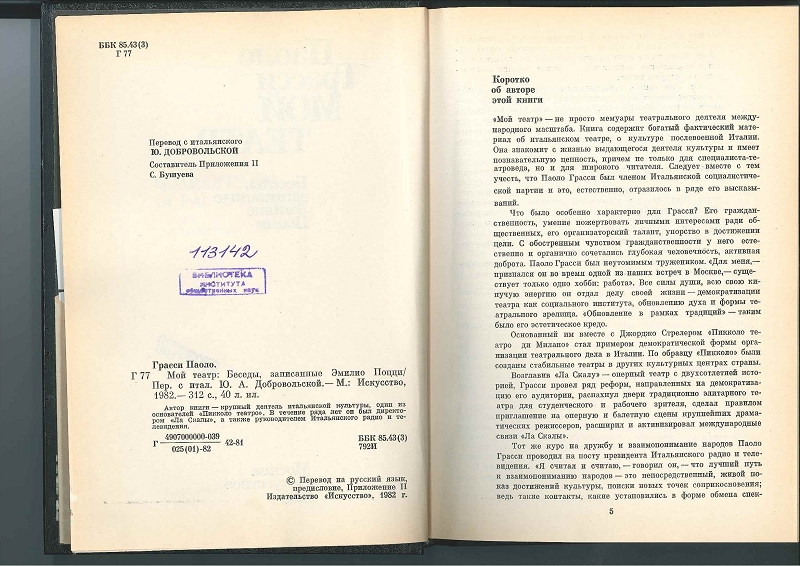 ББК 85.43(3)
Г 77
Перевод с итальянского
Ю. ДОБРОВОЛЬСКОЙ
Составитель Приложения II
С. Бушуева
113142
БИБЛИОТЕКА
ИНСТИТУТА
общественных наук
Грасси Паоло.
Г 77 Мой театр: Беседы, записанные Эмилио Поцци/
Пер. с итал. Ю. А. Добровольской.— М.: Искусство,
1982.— 312 с., 40 л. ил.
Автор книги — крупный деятель итальянской культуры, один из
основателей «Пикколо театро». В течение ряда лет он был директо-
ром «Ла Скалы», а также руководителем Итальянского радио и те-
левидения.
Г 4907000000-039 42-81 ББК 85.43(3)
025(01)-82 792И
© Перевод на русский язык,
предисловие, Приложение II
Издательство «Искусство», 1982 г.
Коротко
об авторе
этой книги
«Мой театр» — не просто мемуары театрального деятеля между-
народного масштаба. Книга содержит богатый фактический мате-
риал об итальянском театре, о культуре послевоенной Италии.
Она знакомит с жизнью выдающегося деятеля культуры и имеет
познавательную ценность, причем не только для специалиста-те-
атроведа, но и для широкого читателя. Следует вместе с тем
учесть, что Паоло Грасси был членом Итальянской социалистиче-
ской партии и это, естественно, отразилось в ряде его высказы-
ваний.
Что было особенно характерно для Грасси? Его граждан-
ственность, умение пожертвовать личными интересами ради об-
щественных, его организаторский талант, упорство в достижении
цели. С обостренным чувством гражданственности у него есте-
ственно и органично сочетались глубокая человечность, активная
доброта. Паоло Грасси был неутомимым тружеником. «Для меня,—
признался он во время одной из наших встреч в Москве,— суще-
ствует только одно хобби: работа». Все силы души, всю свою ки-
пучую энергию он отдал делу своей жизни — демократизации
театра как социального института, обновлению духа и формы те-
атрального зрелища. «Обновление в рамках традиций» — таким
было его эстетическое кредо.
Основанный им вместе с Джорджо Стрелером «Пикколо те-
атро ди Милано» стал примером демократической формы орга-
низации театрального дела в Италии. По образцу «Пикколо» были
созданы стабильные театры в других культурных центрах страны.
Возглавив «Ла Скалу» — оперный театр с двухсотлетней исто-
рией, Грасси провел ряд реформ, направленных на демократиза-
цию его аудитории, распахнул двери традиционно элитарного те-
атра для студенческого и рабочего зрителя, сделал правилом
приглашение на оперную и балетную сцены крупнейших драма-
тических режиссеров, расширил и активизировал международные
связи «Ла Скалы».
Тот же курс на дружбу и взаимопонимание народов Паоло
Грасси проводил на посту президента Итальянского радио и теле-
видения. «Я считал и считаю,— говорил он,— что лучший путь
к взаимопониманию народов — это непосредственный, живой по-
каз достижений культуры, поиски новых точек соприкосновения;
ведь такие контакты, какие установились в форме обмена спек-
5